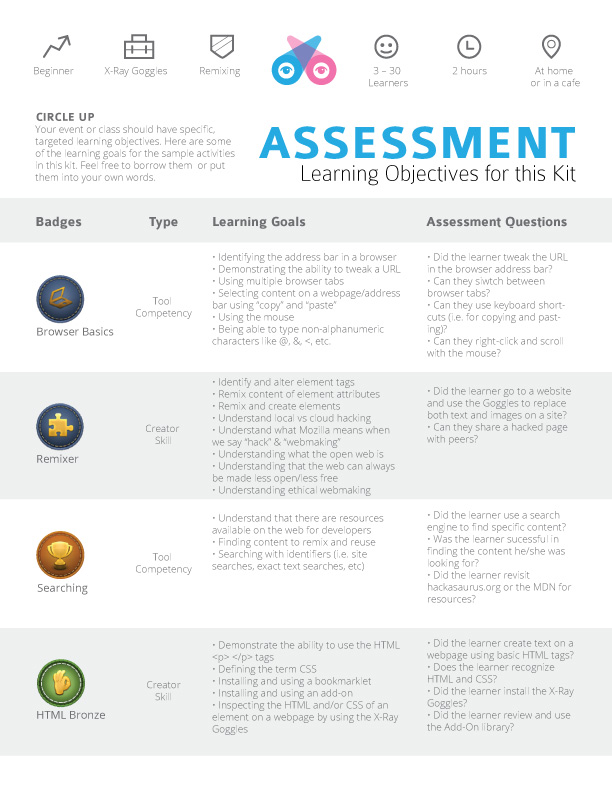 Beginner
X-Ray Goggles
Remixing
3 – 30
Learners
2 hours
At home
or in a cafe
CIRCLE UP
Your event or class should have specific,
targeted learning objectives. Here are some
of the learning goals for the sample activities
in this kit. Feel free to borrow them or put
them into your own words.
ASSESSMENT
Learning Objectives for this Kit
Badges
Type
Learning Goals
Assessment Questions
Browser Basics
Tool
Competency
• Identifying the address bar in a browser
• Demonstrating the ability to tweak a URL
• Using multiple browser tabs
• Selecting content on a webpage/address
bar using "copy" and "paste"
• Using the mouse
• Being able to type non-alphanumeric
characters like @, &, <, etc.
• Did the learner tweak the URL
in the browser address bar?
• Can they siwtch between
browser tabs?
• Can they use keyboard short-
cuts (i.e. for copying and past-
ing)?
• Can they right-click and scroll
with the mouse?
Remixer
Creator
Skill
• Identify and alter element tags
• Remix content of element attributes
• Remix and create elements
• Understand local vs cloud hacking
• Understand what Mozilla means when
we say "hack" & "webmaking"
• Understanding what the open web is
• Understanding that the web can always
be made less open/less free
• Understanding ethical webmaking
• Did the learner go to a website
and use the Goggles to replace
both text and images on a site?
• Can they share a hacked page
with peers?
Searching
Tool
Competency
• Understand that there are resources
available on the web for developers
• Finding content to remix and reuse
• Searching with identifiers (i.e. site
searches, exact text searches, etc)
• Did the learner use a search
engine to find specific content?
• Was the learner sucessful in
finding the content he/she was
looking for?
• Did the learner revisit
hackasaurus.org or the MDN for
resources?
HTML Bronze
Creator
Skill
• Demonstrate the ability to use the HTML
<p> </p> tags
• Defining the term CSS
• Installing and using a bookmarklet
• Installing and using an add-on
• Inspecting the HTML and/or CSS of an
element on a webpage by using the X-Ray
Goggles
• Did the learner create text on a
webpage using basic HTML tags?
• Does the learner recognize
HTML and CSS?
• Did the learner install the X-Ray
Goggles?
• Did the learner review and use
the Add-On library?